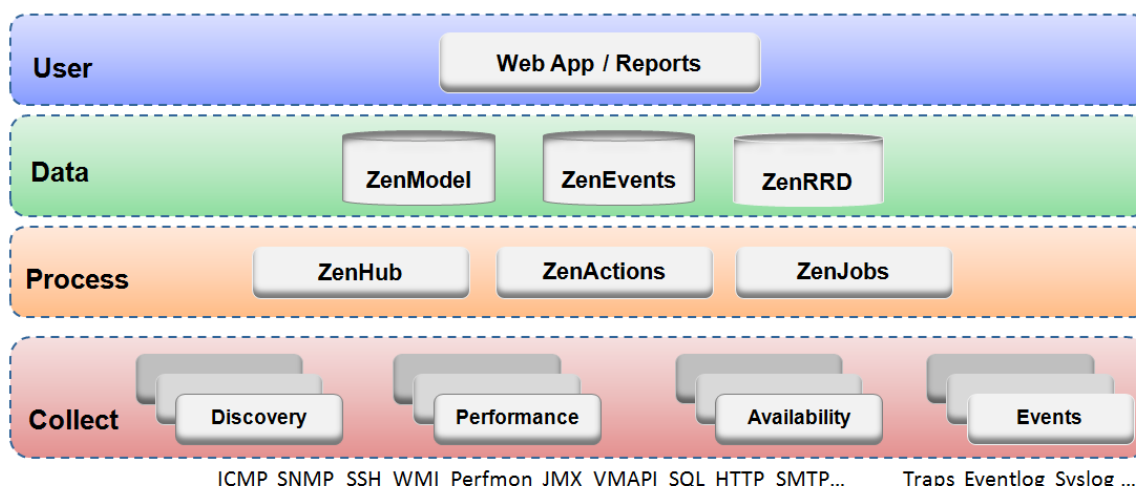 User
Web App / Reports
Data
ZenModel
ZenEvents
ZenRRD
Process
ZenHub
ZenActions
ZenJobs
Collect
Discovery
Performance
Availability
Events
ICMP SNMP SSH WMI Perfmon JMX VMAPI SQL HTTP SMTP...
Traps Eventlog Syslog ...